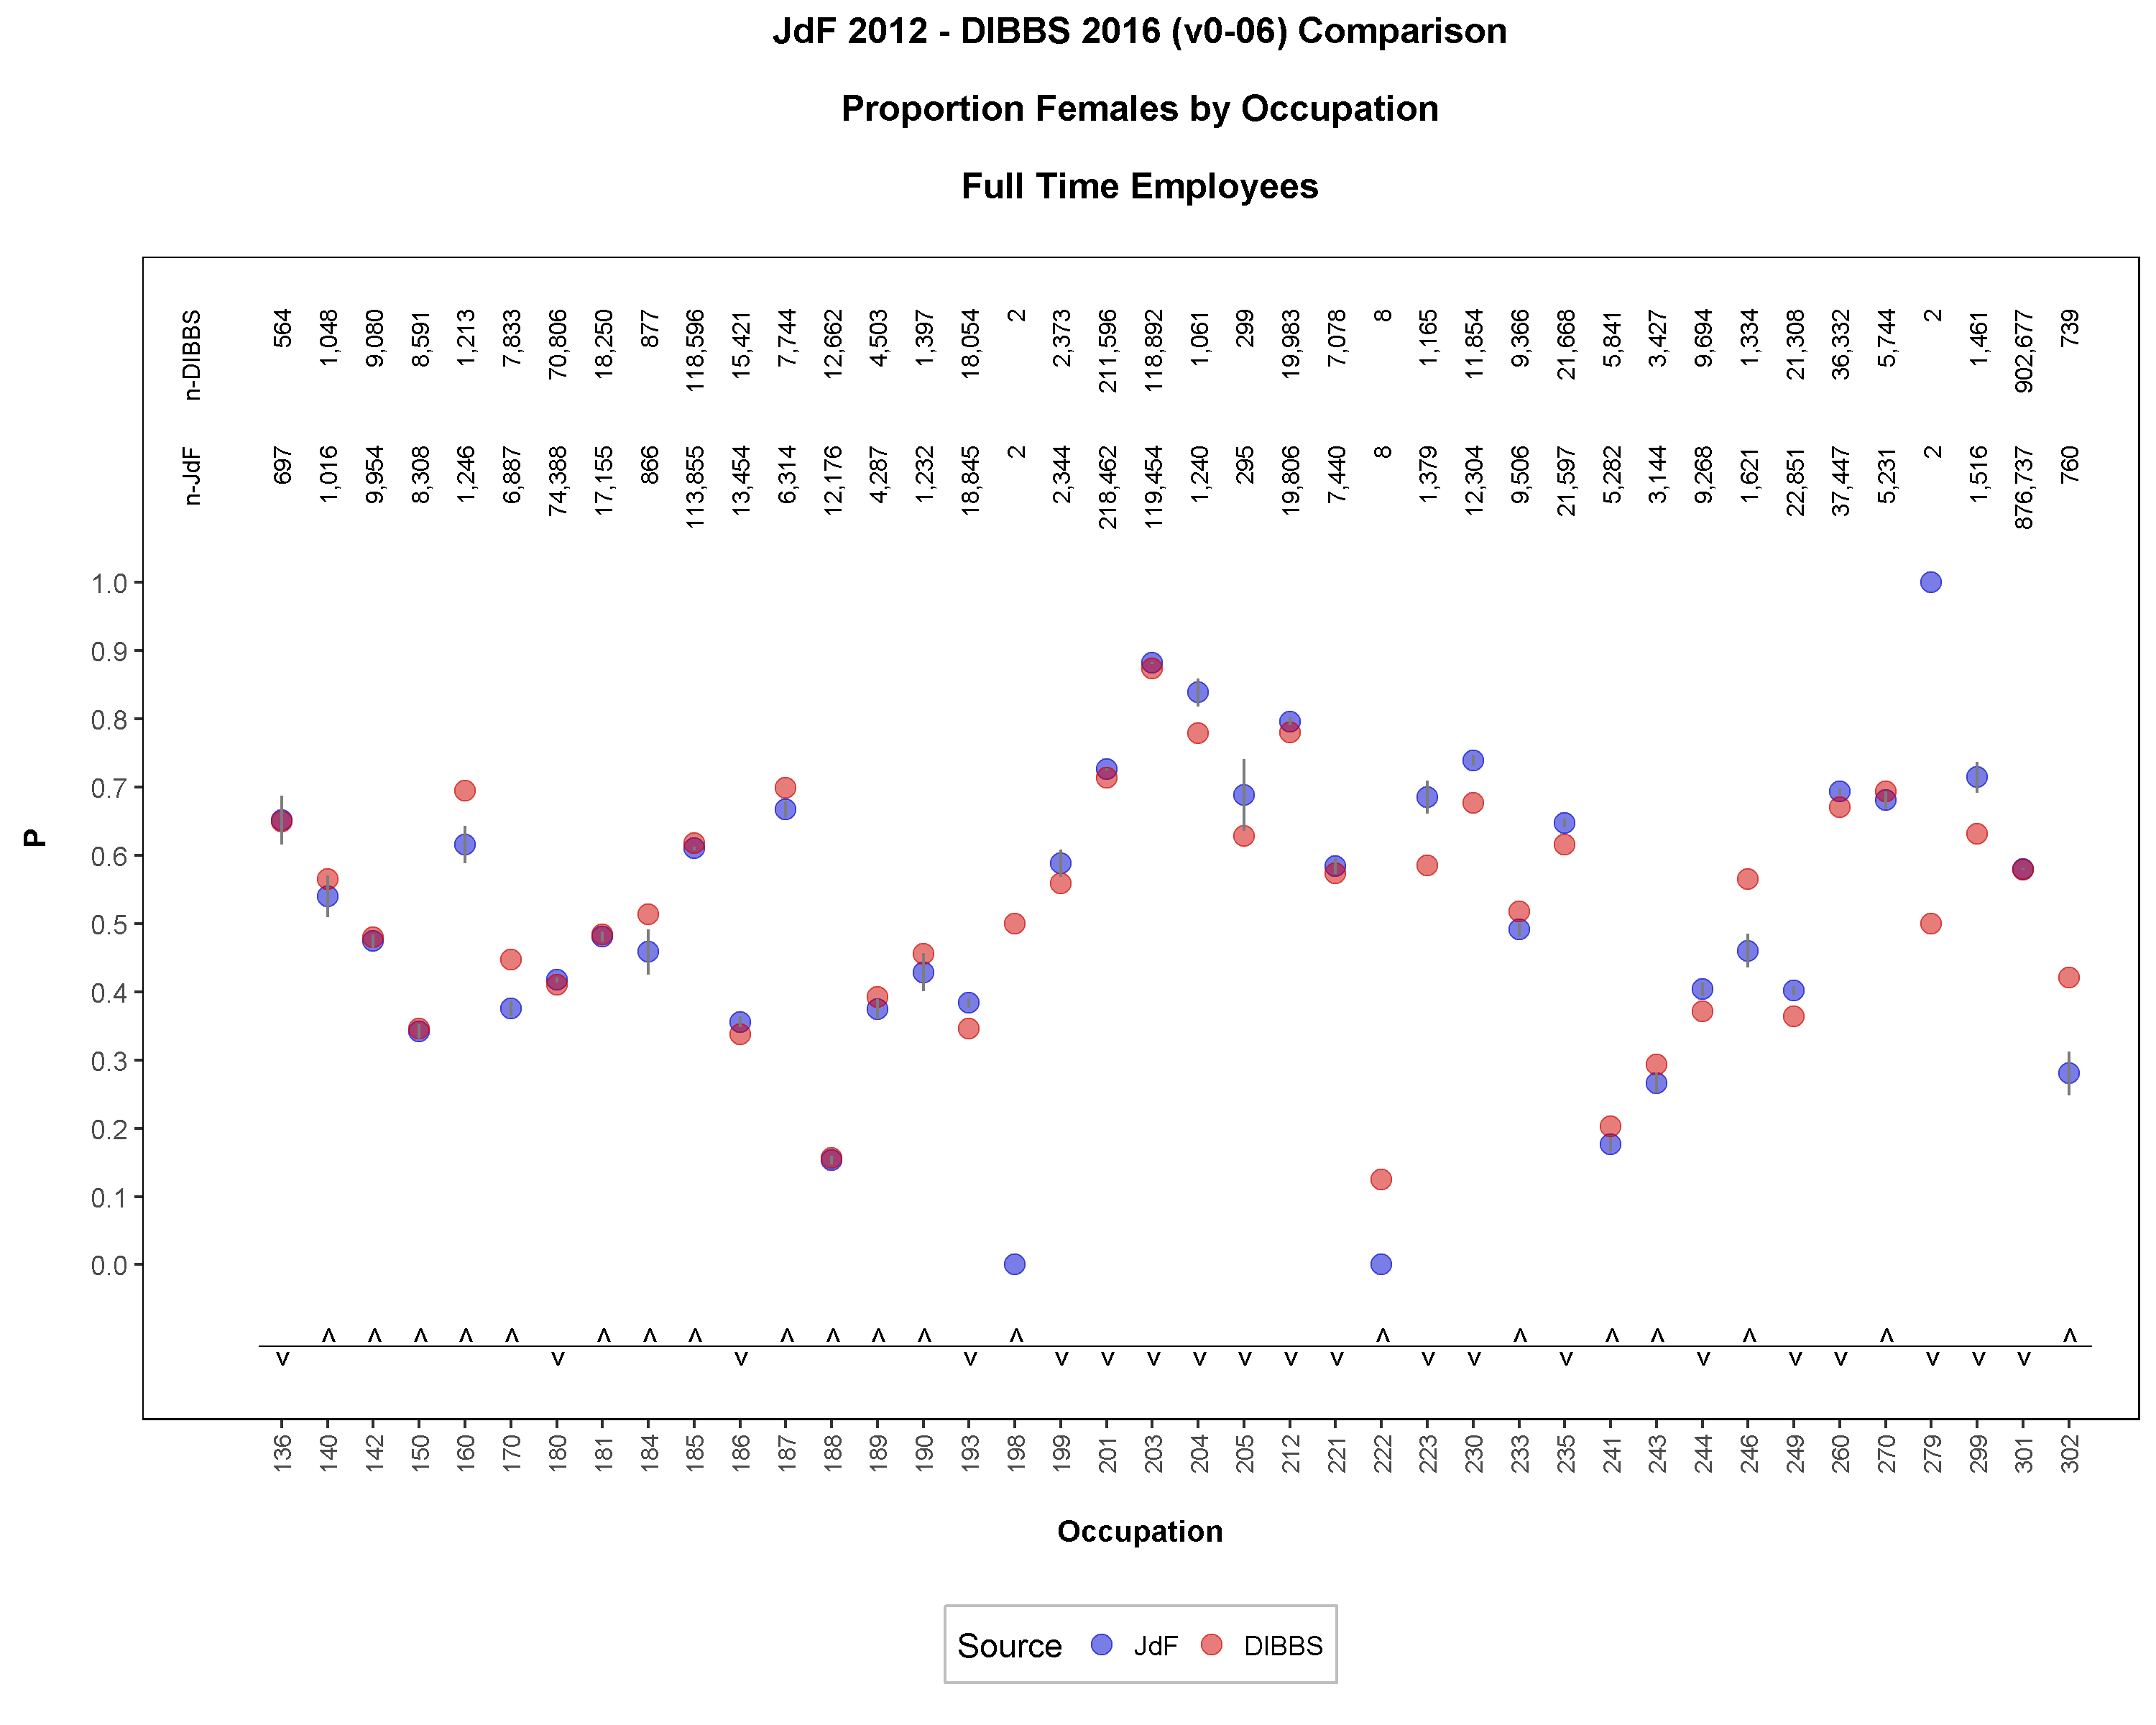 JdF 2012 - DIBBS 2016 (v0-06) Comparison
Proportion Females by Occupation
Full Time Employees
n-DIBBS 564 1,048 9,080 8,591 1,213 7,833 70,806 18,250 877 118,596 15,421 7,744 12,662 4,503 1,397 18,054 2 2,373 211,596 118,892 1,061 299 19,983 7,078 8 1,165 11,854 9,366 21,668 5,841 3,427 9,694 1,334 21,308 36,332 5,744 2 1,461 902,677 739
n-JdF 697 1,016 9,954 8,308 1,246 6,887 74,388 17,155 866 113,855 13,454 6,314 12,176 4,287 1,232 18,845 2 2,344 218,462 119,454 1,240 295 19,806 7,440 8 1,379 12,304 9,506 21,597 5,282 3,144 9,268 1,621 22,851 37,447 5,231 2 1,516 876,737 760
1.0
0.9
0.8
0.7
0.6
0.5
0.4
0.3
0.2
0.1
0.0
P
^ ^ ^ ^ ^ ^ ^ ^ ^ ^ ^ ^ ^ ^ ^ ^ ^ ^ ^ ^
v v v v v v v v v v v v v v v v v v v v
136 140 142 150 160 170 180 181 184 185 186 187 188 189 190 193 198 199 201 203 204 205 212 221 222 223 230 233 235 241 243 244 246 249 260 270 279 299 301 302
Occupation
Source JdF DIBBS